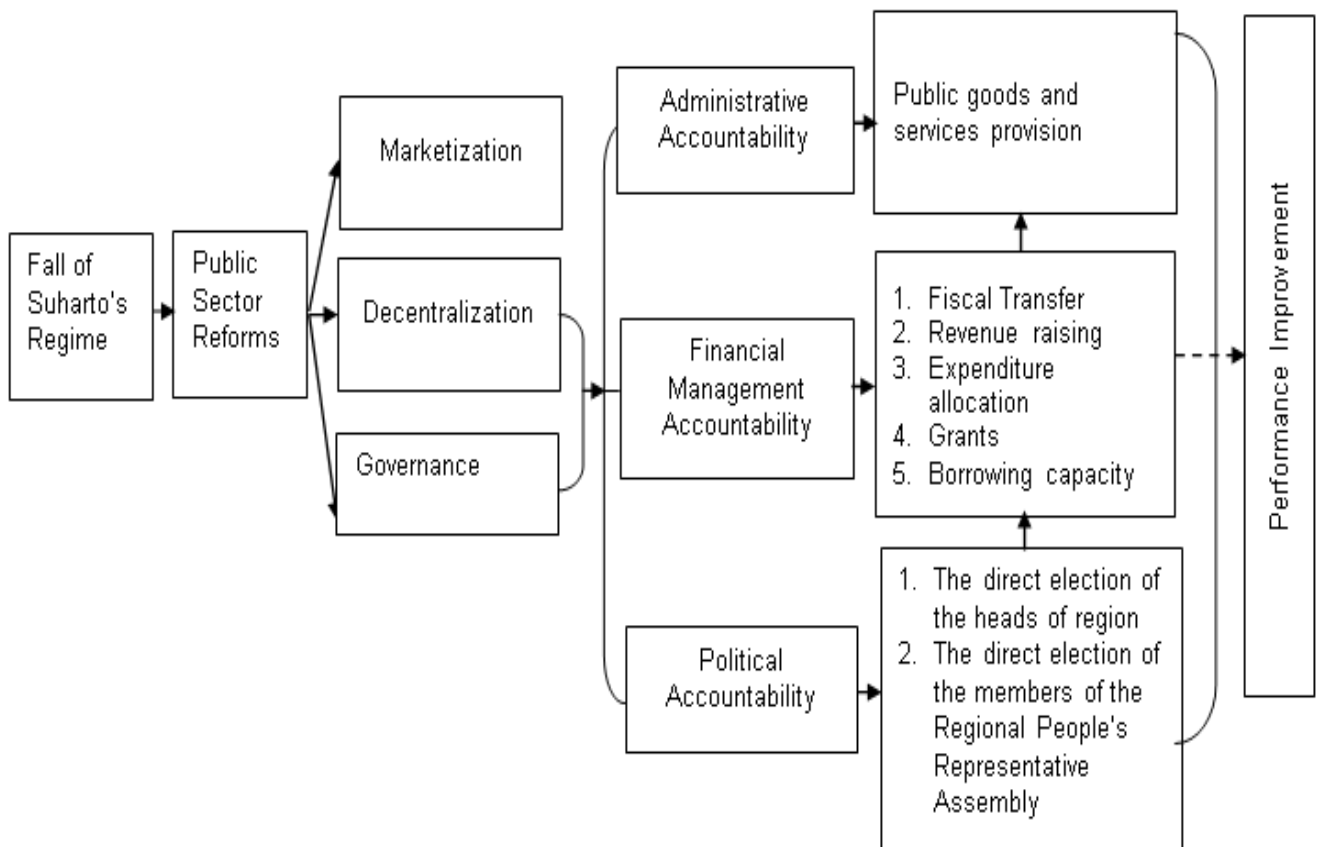 Fall of
Suharto's
Regime
Public
Sector
Reforms
Marketization
Decentralization
Governance
Administrative
Accountability
Financial
Management
Accountability
Political
Accountability
Public goods and
services provision
1. Fiscal Transfer
2. Revenue raising
3. Expenditure
allocation
4. Grants
5. Borrowing capacity
1. The direct election of
the heads of region
2. The direct election of
the members of the
Regional People's
Representative
Assembly
Performance Improvement